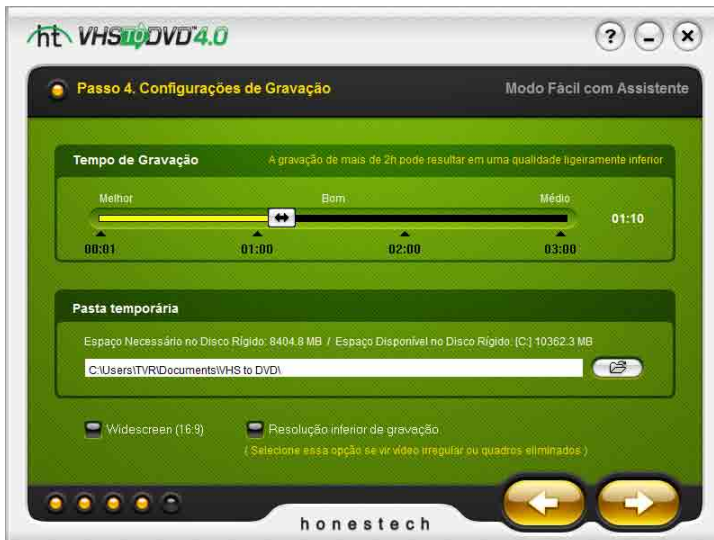 ht VHS TO DVD 4.0
Passo 4. Configurações de Gravação
Modo Fàcil com Assistente
Tempo de Gravação
A gravação de mais de 2h pode resultar em uma qualidade ligeiramente inferior
Melhor Bom Médio
01:10
00:01 01:00 02:00 03:00
Pasta temporária
Espaço Necessário no Disco Rígido: 8404.8 MB / Espaço Disponível no Disco Rígido: [C:] 10362.3 MB
C:\Users\TVR\Documents\VHS to DVD\
Widescreen (16:9)
Resolução inferior de gravação.
( Selecione essa opção se vir vídeo irregular ou quadros eliminados )
honestech